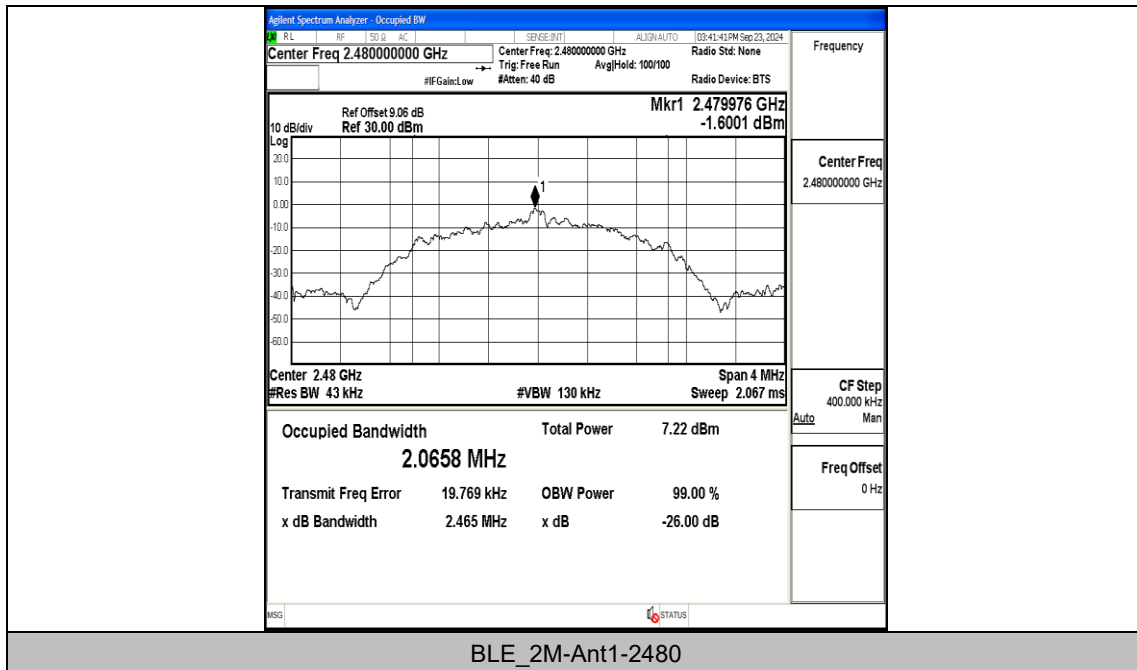 Agilent Spectrum Analyzer - Occupied BW
RL RF 50 Ω AC SENSE:INT ALIGN AUTO 03:41:41 PM Sep 23, 2024
Center Freq 2.480000000 GHz
Center Freq: 2.480000000 GHz
Radio Std: None
Trig: Free Run Avg|Hold: 100/100
#IFGain:Low #Atten: 40 dB Radio Device: BTS
Frequency
Mkr1 2.479976 GHz
-1.6001 dBm
Ref Offset 9.06 dB
10 dB/div Ref 30.00 dBm
Log
20.0
10.0
0.00
-10.0
-20.0
-30.0
-40.0
-50.0
-60.0
1
Center 2.48 GHz Span 4 MHz
#Res BW 43 kHz #VBW 130 kHz Sweep 2.067 ms
Center Freq
2.480000000 GHz
CF Step
400.000 kHz
Auto Man
Freq Offset
0 Hz
Occupied Bandwidth Total Power 7.22 dBm
2.0658 MHz
Transmit Freq Error 19.769 kHz OBW Power 99.00 %
x dB Bandwidth 2.465 MHz x dB -26.00 dB
MSG STATUS
BLE_2M-Ant1-2480